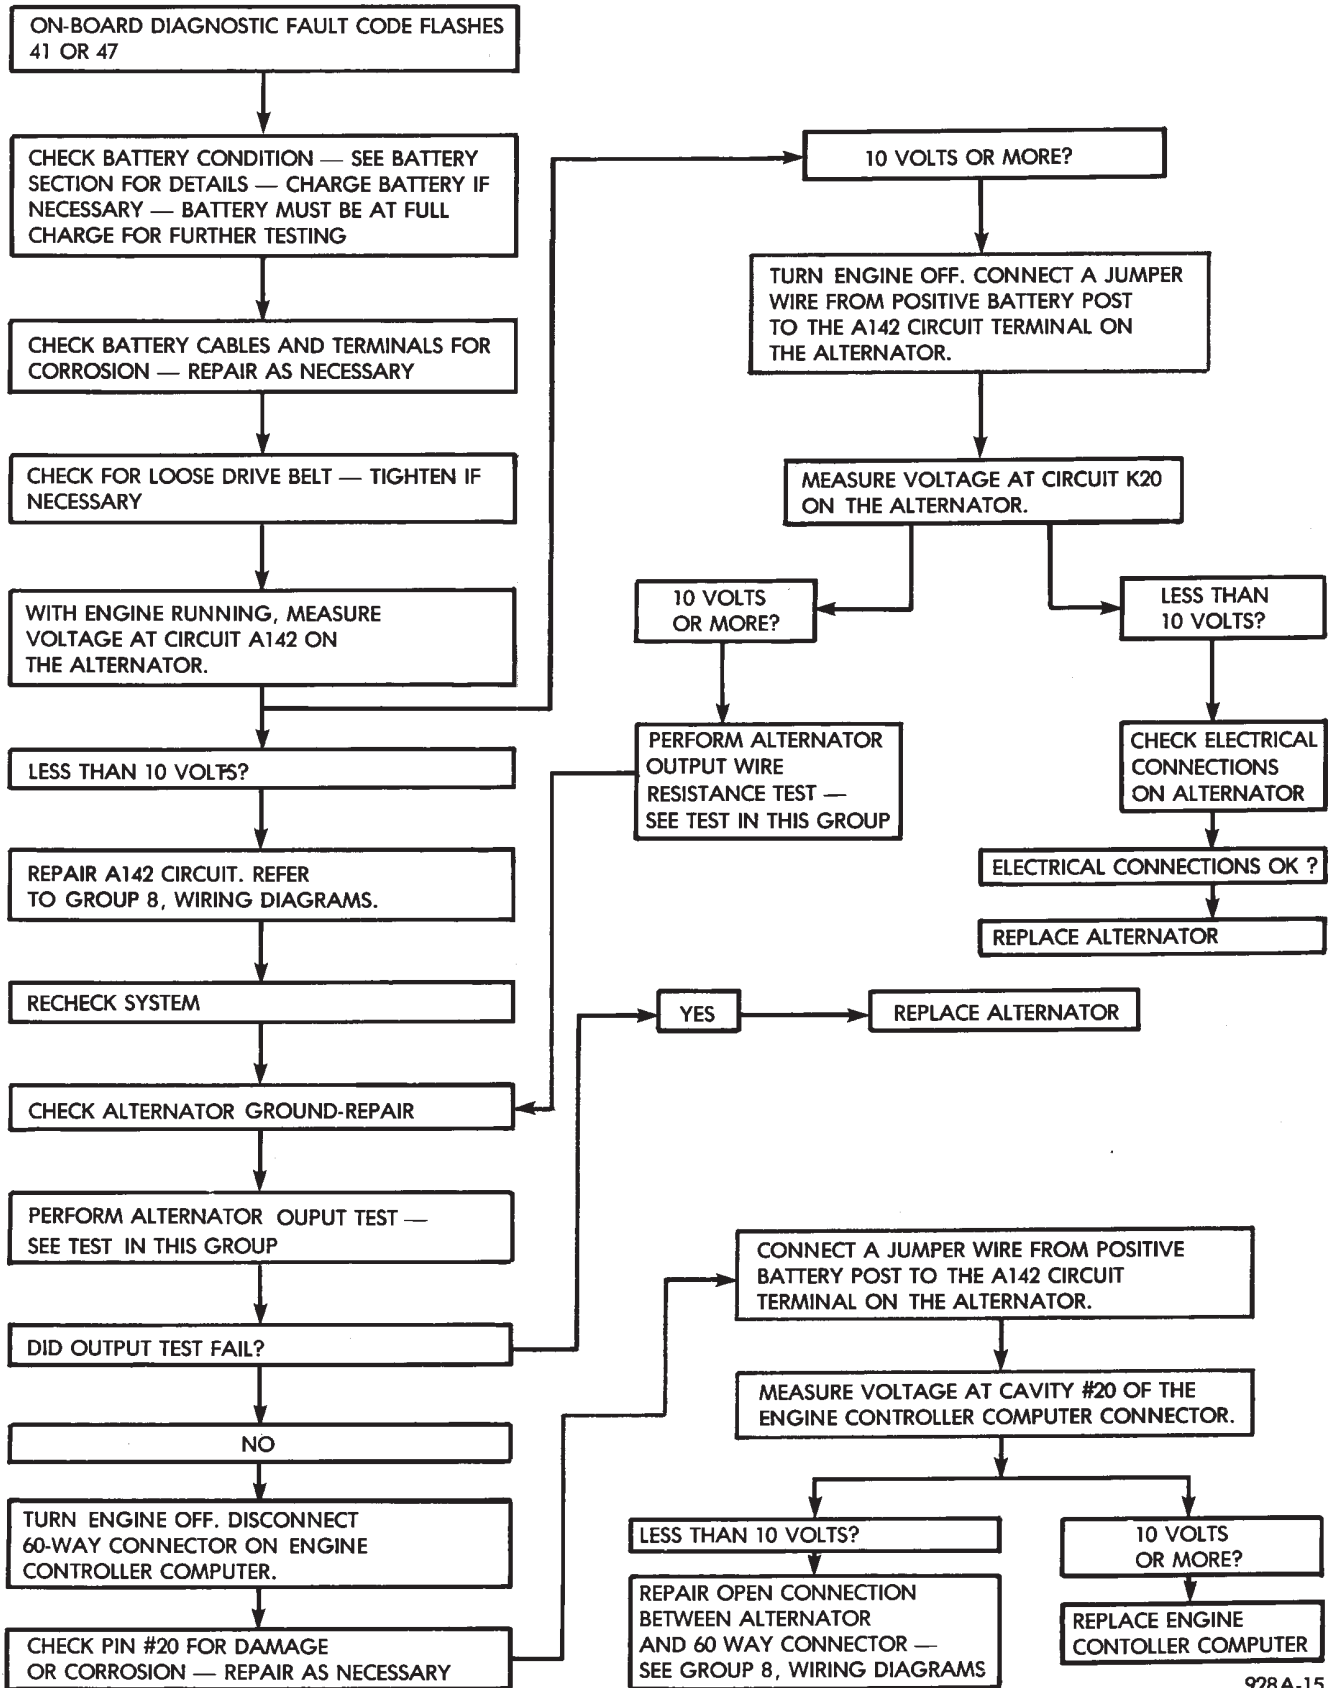 ON-BOARD DIAGNOSTIC FAULT CODE FLASHES
41 OR 47
CHECK BATTERY CONDITION — SEE BATTERY
SECTION FOR DETAILS — CHARGE BATTERY IF
NECESSARY — BATTERY MUST BE AT FULL
CHARGE FOR FURTHER TESTING
CHECK BATTERY CABLES AND TERMINALS FOR
CORROSION — REPAIR AS NECESSARY
CHECK FOR LOOSE DRIVE BELT — TIGHTEN IF
NECESSARY
WITH ENGINE RUNNING, MEASURE
VOLTAGE AT CIRCUIT A142 ON
THE ALTERNATOR.
LESS THAN 10 VOLTS?
REPAIR A142 CIRCUIT. REFER
TO GROUP 8, WIRING DIAGRAMS.
RECHECK SYSTEM
CHECK ALTERNATOR GROUND-REPAIR
PERFORM ALTERNATOR OUPUT TEST —
SEE TEST IN THIS GROUP
DID OUTPUT TEST FAIL?
NO
TURN ENGINE OFF. DISCONNECT
60-WAY CONNECTOR ON ENGINE
CONTROLLER COMPUTER.
CHECK PIN #20 FOR DAMAGE
OR CORROSION — REPAIR AS NECESSARY
10 VOLTS OR MORE?
TURN ENGINE OFF. CONNECT A JUMPER
WIRE FROM POSITIVE BATTERY POST
TO THE A142 CIRCUIT TERMINAL ON
THE ALTERNATOR.
MEASURE VOLTAGE AT CIRCUIT K20
ON THE ALTERNATOR.
10 VOLTS
OR MORE?
PERFORM ALTERNATOR
OUTPUT WIRE
RESISTANCE TEST —
SEE TEST IN THIS GROUP
LESS THAN
10 VOLTS?
CHECK ELECTRICAL
CONNECTIONS
ON ALTERNATOR
ELECTRICAL CONNECTIONS OK ?
REPLACE ALTERNATOR
YES
REPLACE ALTERNATOR
CONNECT A JUMPER WIRE FROM POSITIVE
BATTERY POST TO THE A142 CIRCUIT
TERMINAL ON THE ALTERNATOR.
MEASURE VOLTAGE AT CAVITY #20 OF THE
ENGINE CONTROLLER COMPUTER CONNECTOR.
LESS THAN 10 VOLTS?
REPAIR OPEN CONNECTION
BETWEEN ALTERNATOR
AND 60 WAY CONNECTOR —
SEE GROUP 8, WIRING DIAGRAMS
10 VOLTS
OR MORE?
REPLACE ENGINE
CONTOLLER COMPUTER
928A-15